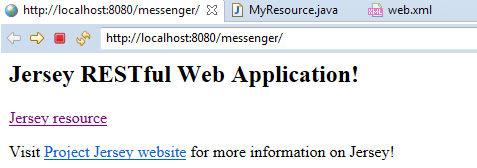 http://localhost:8080/messenger/ MyResource.java web.xml
http://localhost:8080/messenger/
Jersey RESTful Web Application!
Jersey resource
Visit Project Jersey website for more information on Jersey!